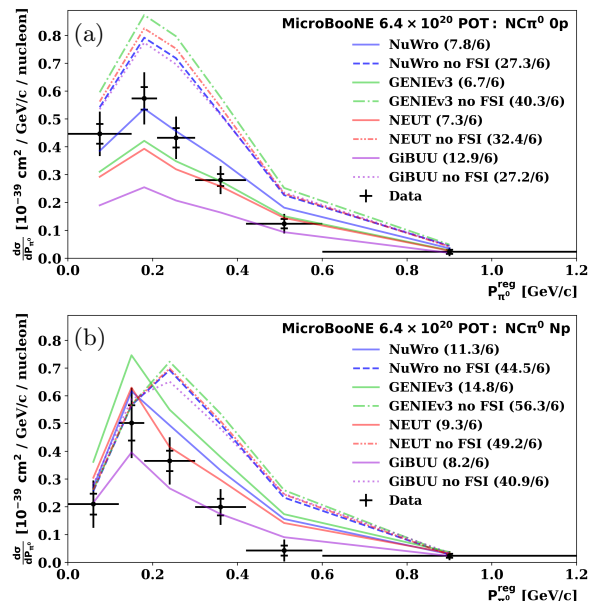 (a)
MicroBooNE 6.4 × 10²⁰ POT : NCπ⁰ 0p
NuWro (7.8/6)
NuWro no FSI (27.3/6)
GENIEv3 (6.7/6)
GENIEv3 no FSI (40.3/6)
NEUT (7.3/6)
NEUT no FSI (32.4/6)
GiBUU (12.9/6)
GiBUU no FSI (27.2/6)
Data
dσ/dP_π⁰ [10⁻³⁹ cm² / GeV/c / nucleon]
0.8
0.7
0.6
0.5
0.4
0.3
0.2
0.1
0.0
0.0 0.2 0.4 0.6 0.8 1.0 1.2
P_π⁰^reg [GeV/c]
(b)
MicroBooNE 6.4 × 10²⁰ POT : NCπ⁰ Np
NuWro (11.3/6)
NuWro no FSI (44.5/6)
GENIEv3 (14.8/6)
GENIEv3 no FSI (56.3/6)
NEUT (9.3/6)
NEUT no FSI (49.2/6)
GiBUU (8.2/6)
GiBUU no FSI (40.9/6)
Data
dσ/dP_π⁰ [10⁻³⁹ cm² / GeV/c / nucleon]
0.8
0.7
0.6
0.5
0.4
0.3
0.2
0.1
0.0
0.0 0.2 0.4 0.6 0.8 1.0 1.2
P_π⁰^reg [GeV/c]